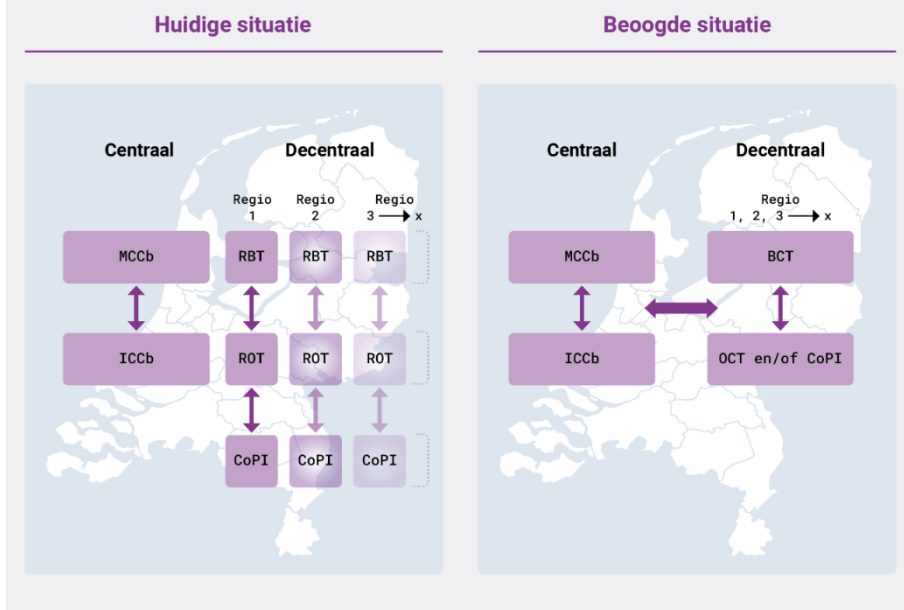 Huidige situatie
Centraal
Decentraal
Regio
1
Regio
2
Regio
3 x
MCCb
RBT
RBT
RBT
ICCb
ROT
ROT
ROT
CoPI
CoPI
CoPI
Beoogde situatie
Centraal
Decentraal
Regio
1, 2, 3 x
MCCb
BCT
ICCb
OCT en/of CoPI